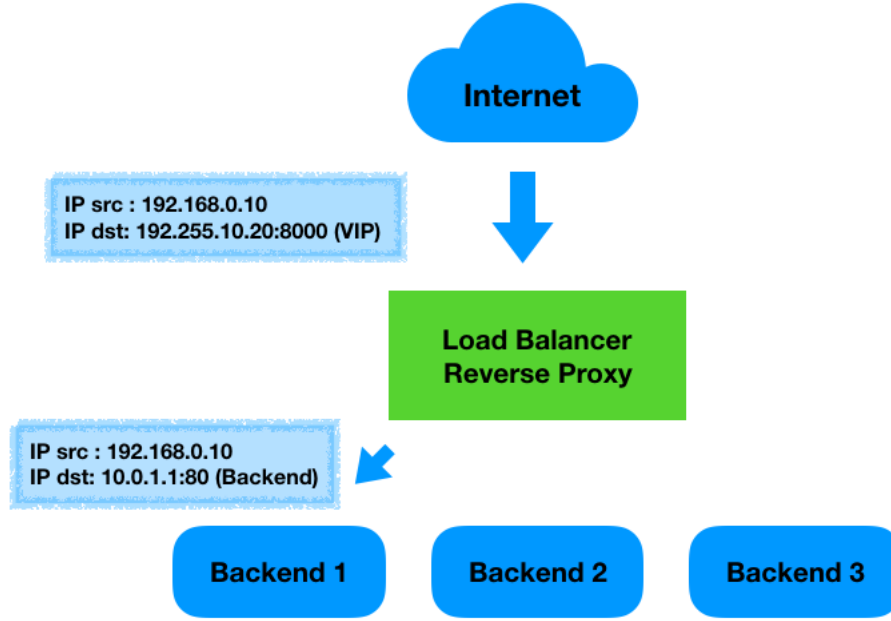 Internet
IP src : 192.168.0.10
IP dst: 192.255.10.20:8000 (VIP)
Load Balancer
Reverse Proxy
IP src : 192.168.0.10
IP dst: 10.0.1.1:80 (Backend)
Backend 1
Backend 2
Backend 3